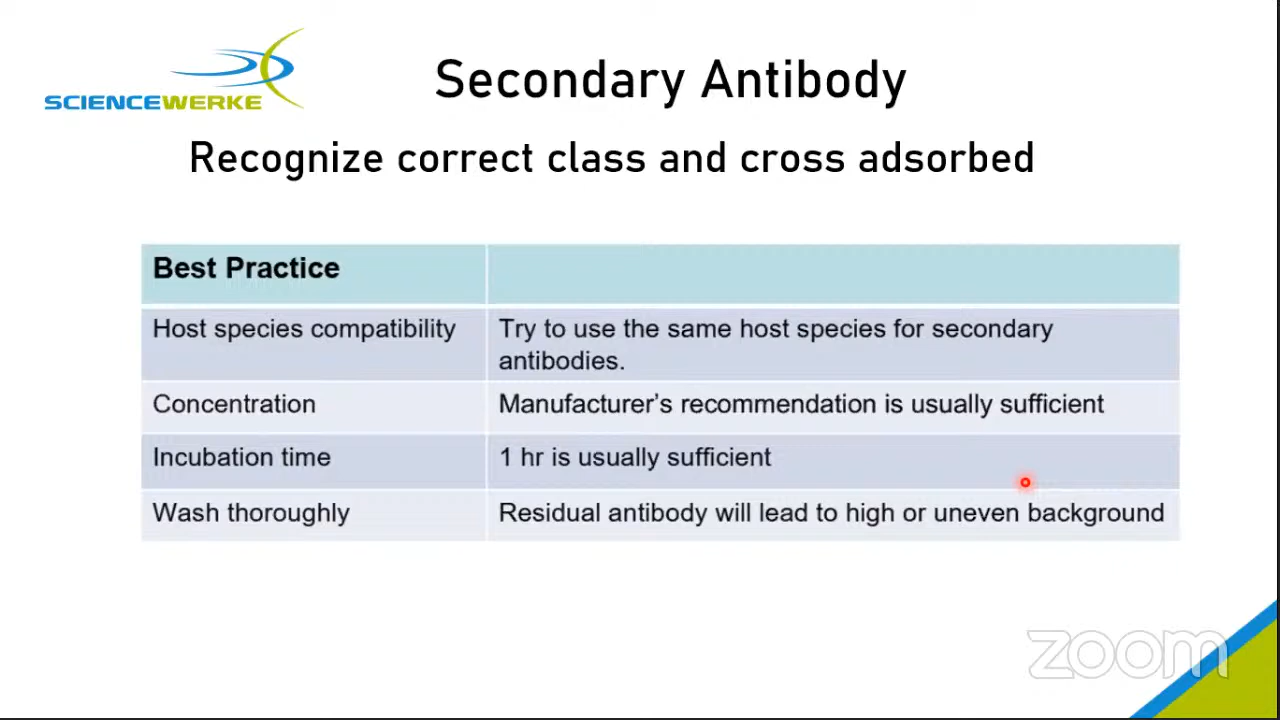 SCIENCEWERKE
Secondary Antibody
Recognize correct class and cross adsorbed
Best Practice
Host species compatibility
Try to use the same host species for secondary
antibodies.
Concentration
Manufacturer's recommendation is usually sufficient
Incubation time
1 hr is usually sufficient
Wash thoroughly
Residual antibody will lead to high or uneven background
zoom